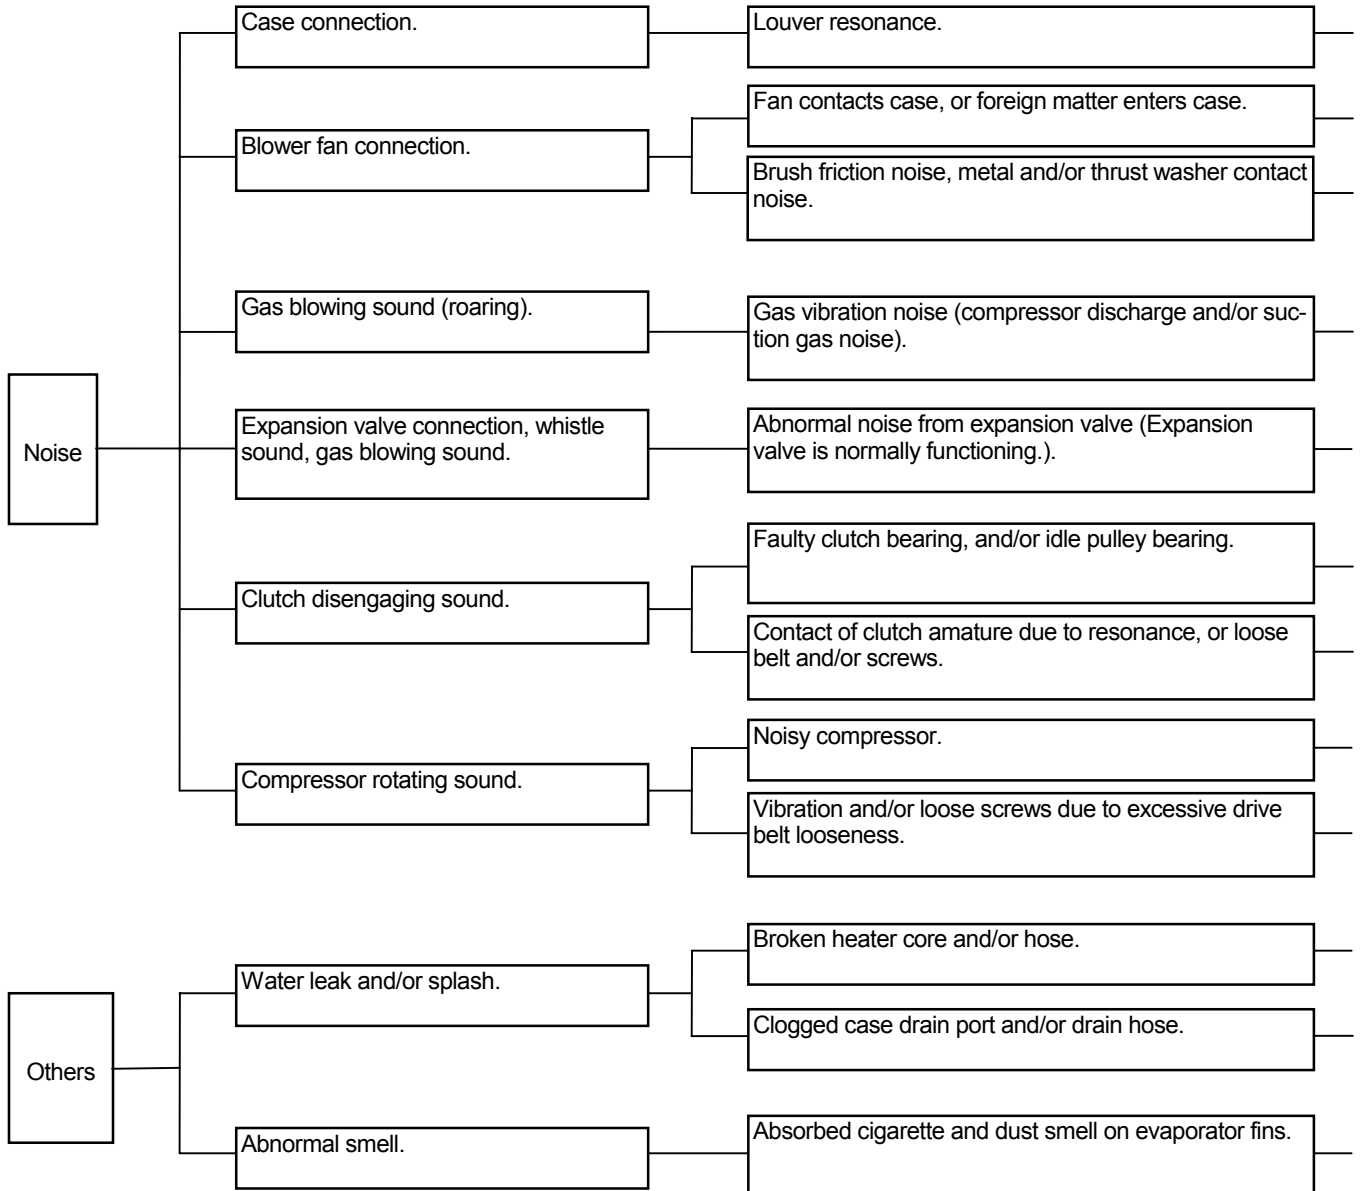 Case connection.
Louver resonance.
Fan contacts case, or foreign matter enters case.
Blower fan connection.
Brush friction noise, metal and/or thrust washer contact
noise.
Gas blowing sound (roaring).
Gas vibration noise (compressor discharge and/or suc-
tion gas noise).
Noise
Expansion valve connection, whistle
sound, gas blowing sound.
Abnormal noise from expansion valve (Expansion
valve is normally functioning.).
Clutch disengaging sound.
Faulty clutch bearing, and/or idle pulley bearing.
Contact of clutch amature due to resonance, or loose
belt and/or screws.
Compressor rotating sound.
Noisy compressor.
Vibration and/or loose screws due to excessive drive
belt looseness.
Others
Water leak and/or splash.
Broken heater core and/or hose.
Clogged case drain port and/or drain hose.
Abnormal smell.
Absorbed cigarette and dust smell on evaporator fins.